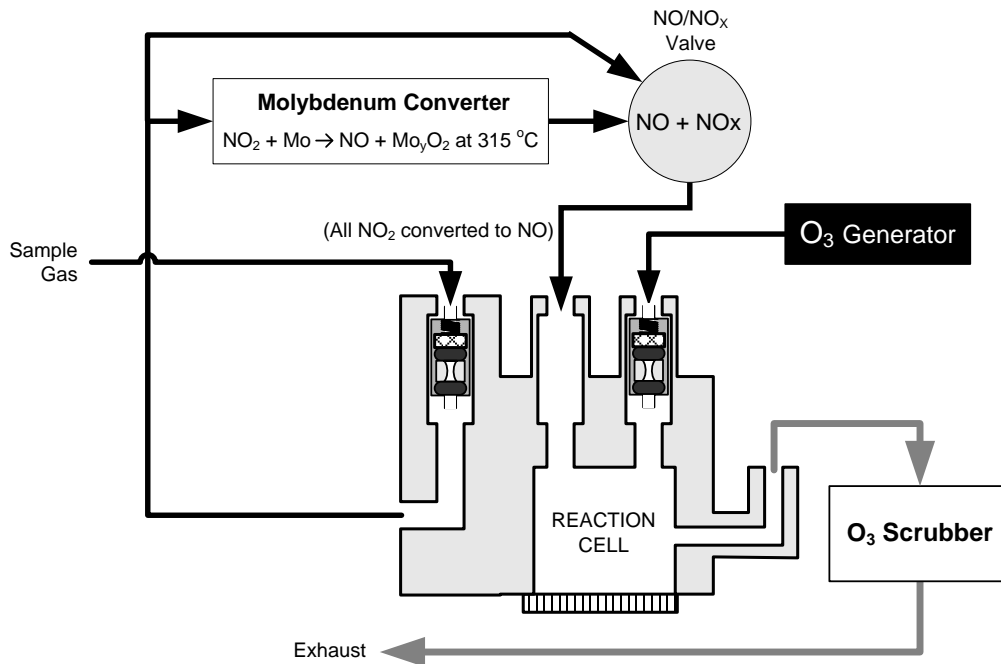 NO/NOₓ
Valve
Molybdenum Converter
NO₂ + Mo → NO + MoᵧO₂ at 315 °C
NO + NOx
(All NO₂ converted to NO)
O₃ Generator
Sample
Gas
REACTION
CELL
O₃ Scrubber
Exhaust